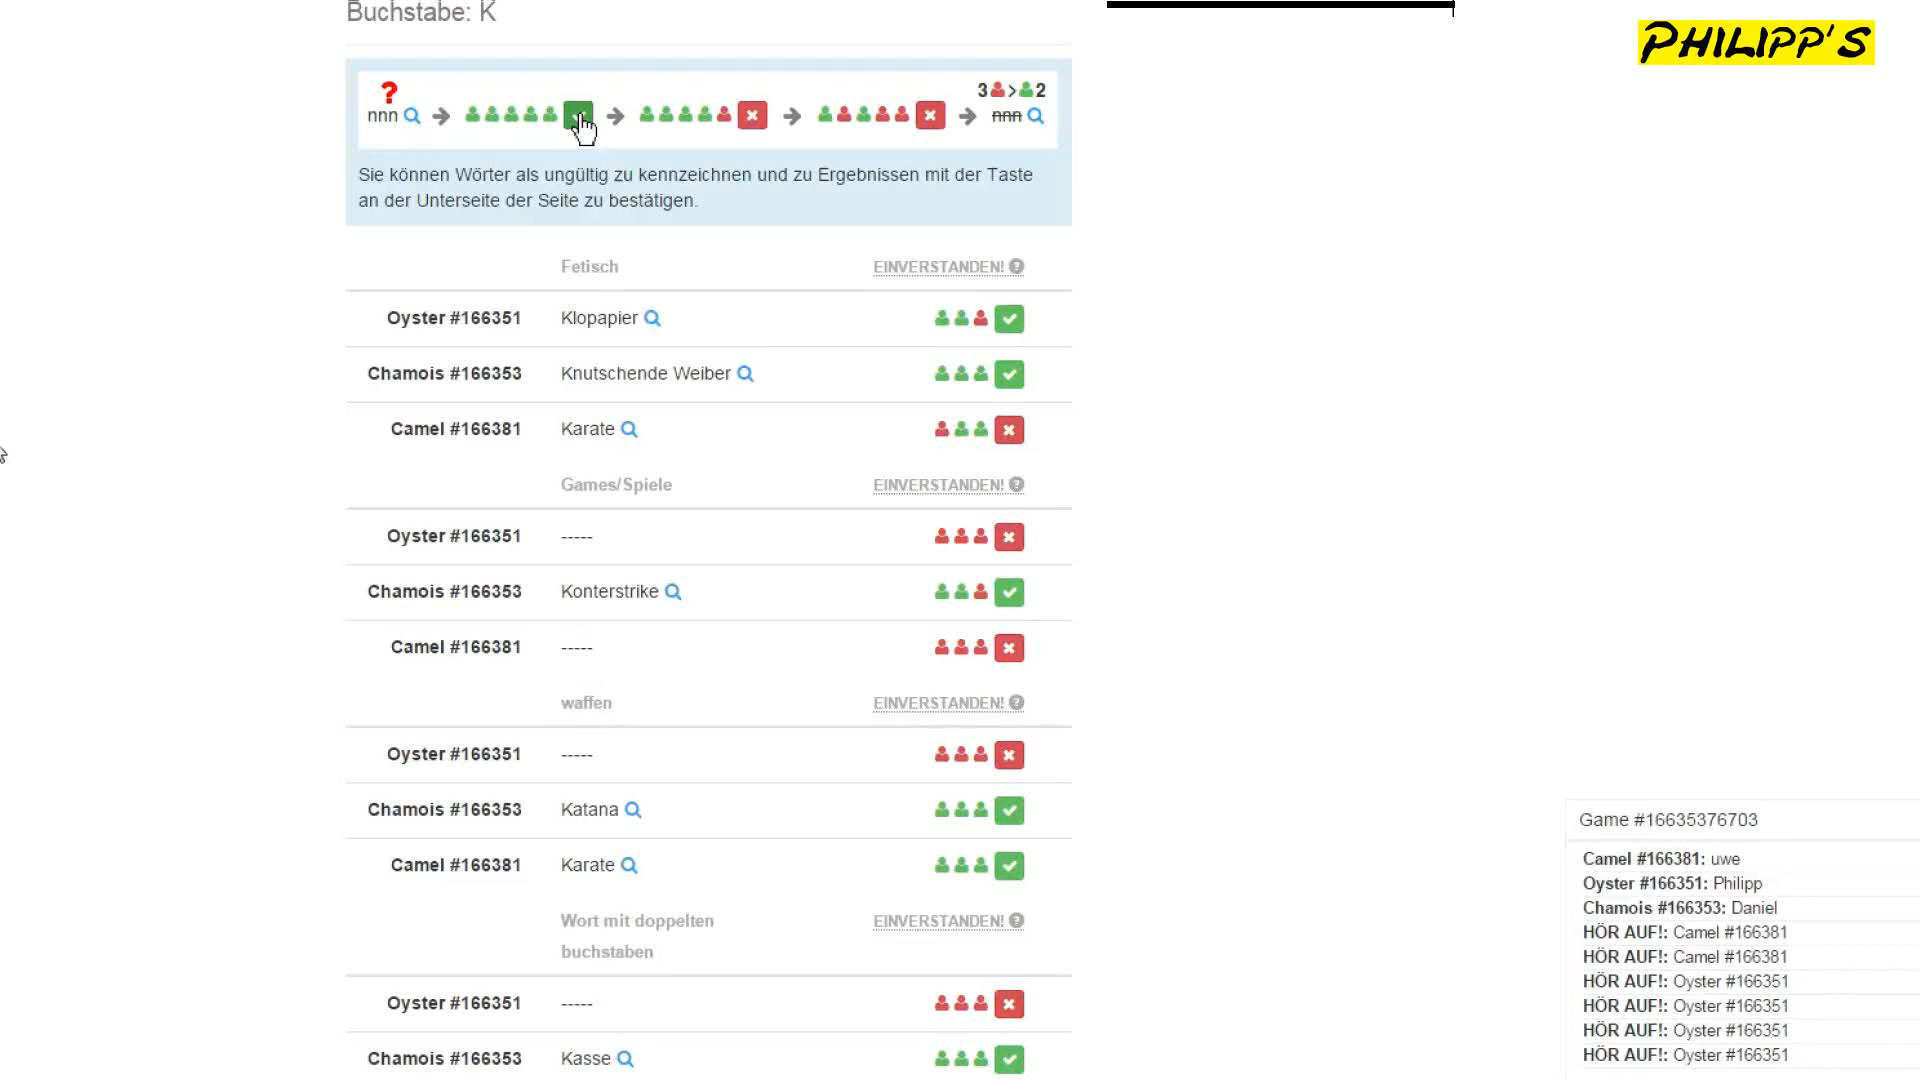 Buchstabe: K
PHILIPP'S
?
3 > 2
nnn
nnn
Sie können Wörter als ungültig zu kennzeichnen und zu Ergebnissen mit der Taste
an der Unterseite der Seite zu bestätigen.
Fetisch EINVERSTANDEN! ?
Oyster #166351 Klopapier
Chamois #166353 Knutschende Weiber
Camel #166381 Karate
Games/Spiele EINVERSTANDEN! ?
Oyster #166351 -----
Chamois #166353 Konterstrike
Camel #166381 -----
waffen EINVERSTANDEN! ?
Oyster #166351 -----
Chamois #166353 Katana
Camel #166381 Karate
Wort mit doppelten EINVERSTANDEN! ?
buchstaben
Oyster #166351 -----
Chamois #166353 Kasse
Game #16635376703
Camel #166381: uwe
Oyster #166351: Philipp
Chamois #166353: Daniel
HÖR AUF!: Camel #166381
HÖR AUF!: Camel #166381
HÖR AUF!: Oyster #166351
HÖR AUF!: Oyster #166351
HÖR AUF!: Oyster #166351
HÖR AUF!: Oyster #166351